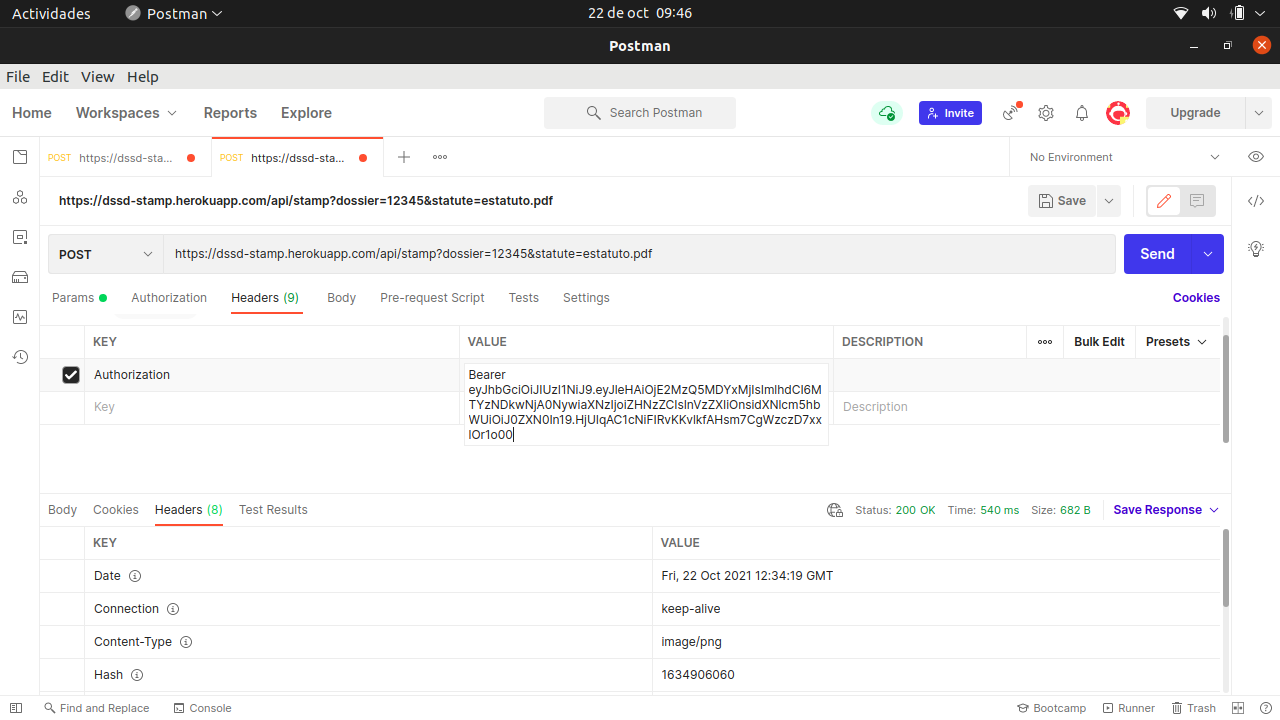 Actividades Postman 22 de oct 09:46
Postman
File Edit View Help
Home Workspaces Reports Explore Search Postman Invite Upgrade
POST https://dssd-sta... POST https://dssd-sta... No Environment
https://dssd-stamp.herokuapp.com/api/stamp?dossier=12345&statute=estatuto.pdf Save
POST https://dssd-stamp.herokuapp.com/api/stamp?dossier=12345&statute=estatuto.pdf Send
Params Authorization Headers (9) Body Pre-request Script Tests Settings Cookies
KEY VALUE DESCRIPTION Bulk Edit Presets
Authorization Bearer
Key Description
Body Cookies Headers (8) Test Results Status: 200 OK Time: 540 ms Size: 682 B Save Response
KEY VALUE
Date Fri, 22 Oct 2021 12:34:19 GMT
Connection keep-alive
Content-Type image/png
Hash 1634906060
Find and Replace Console Bootcamp Runner Trash